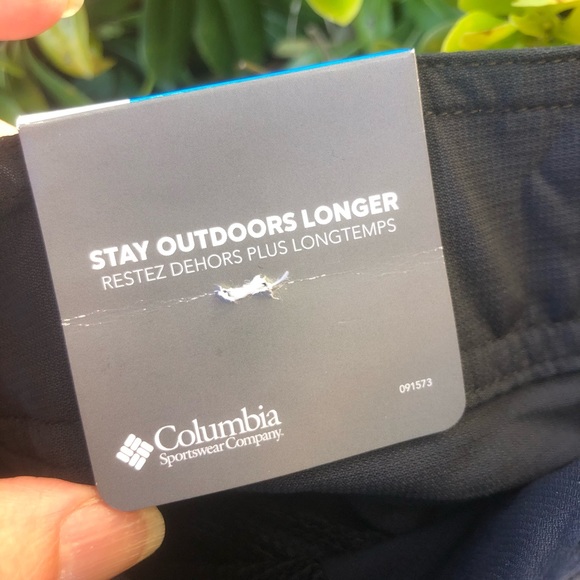 STAY OUTDOORS LONGER
RESTEZ DEHORS PLUS LONGTEMPS
091573
Columbia
Sportswear Company.